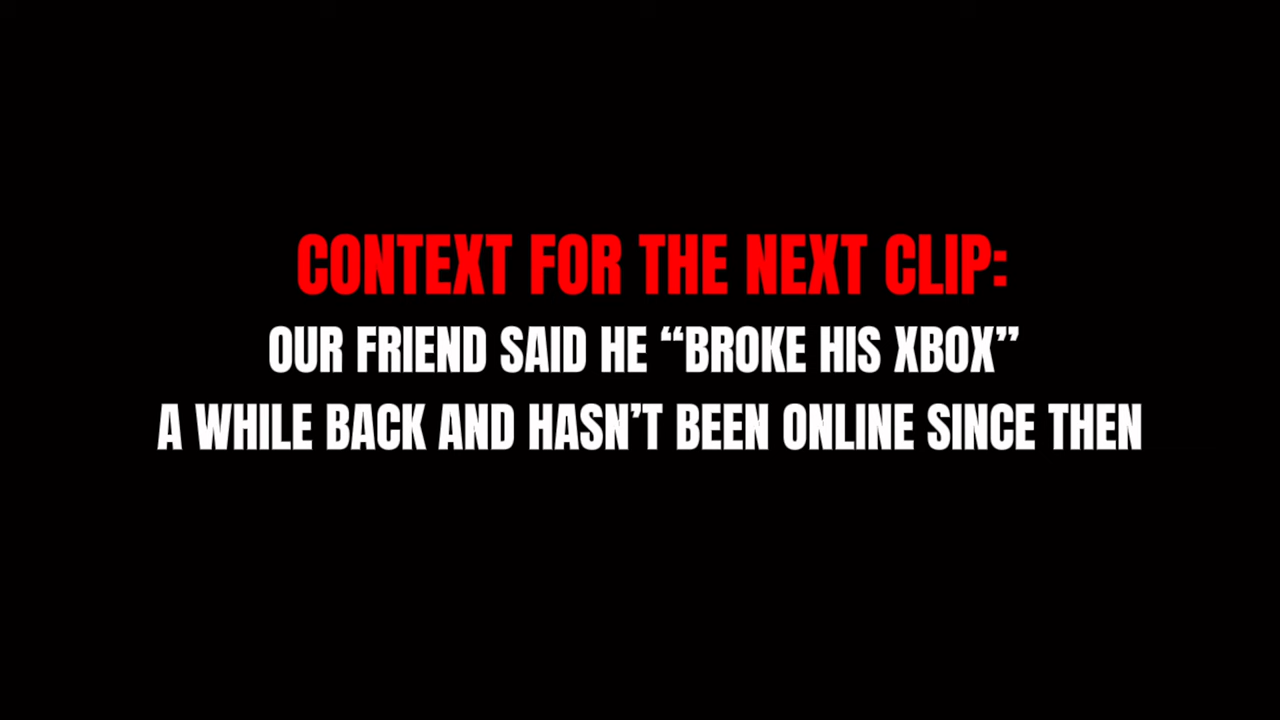 CONTEXT FOR THE NEXT CLIP:
OUR FRIEND SAID HE “BROKE HIS XBOX”
A WHILE BACK AND HASN’T BEEN ONLINE SINCE THEN